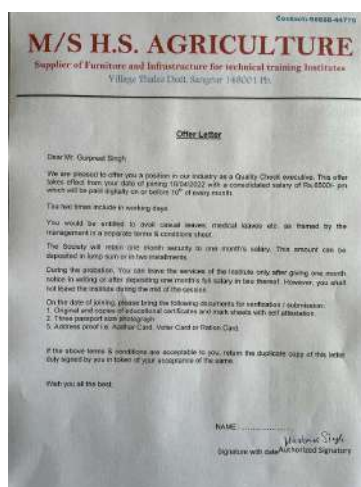 Contact: 98888-44770
M/S H.S. AGRICULTURE
Supplier of Furniture and Infrastructure for technical training Institutes
Village Thales Distt. Sangrur 148001 Pb.
Offer Letter
Dear Mr. Gurpreet Singh,
We are pleased to offer you a position in our industry as a Quality Check executive. This offer
takes effect from your date of joining 10/04/2022 with a consolidated salary of Rs.8500/- pm
which will be paid digitally on or before 10th of every month.
Tea two times include in working days.
You would be entitled to avail casual leaves, medical leaves etc. as framed by the
management in a separate terms & conditions sheet.
The Society will retain one month security to one month's salary. This amount can be
deposited in lump sum or in two installments.
During the probation, You can leave the services of the Institute only after giving one month
notice in writing or after depositing one month's full salary in lieu thereof. However, you shall
not leave the Institute during the mid of the session.
On the date of joining, please bring the following documents for verification / submission:
1. Original and copies of educational certificates and mark sheets with self attestation.
2. Three passport size photograph
3. Address proof i.e. Aadhar Card, Voter Card or Ration Card.
If the above terms & conditions are acceptable to you, return the duplicate copy of this letter
duly signed by you in token of your acceptance of the same.
Wish you all the best.
NAME: ..................
Signature with date Authorized Signatory